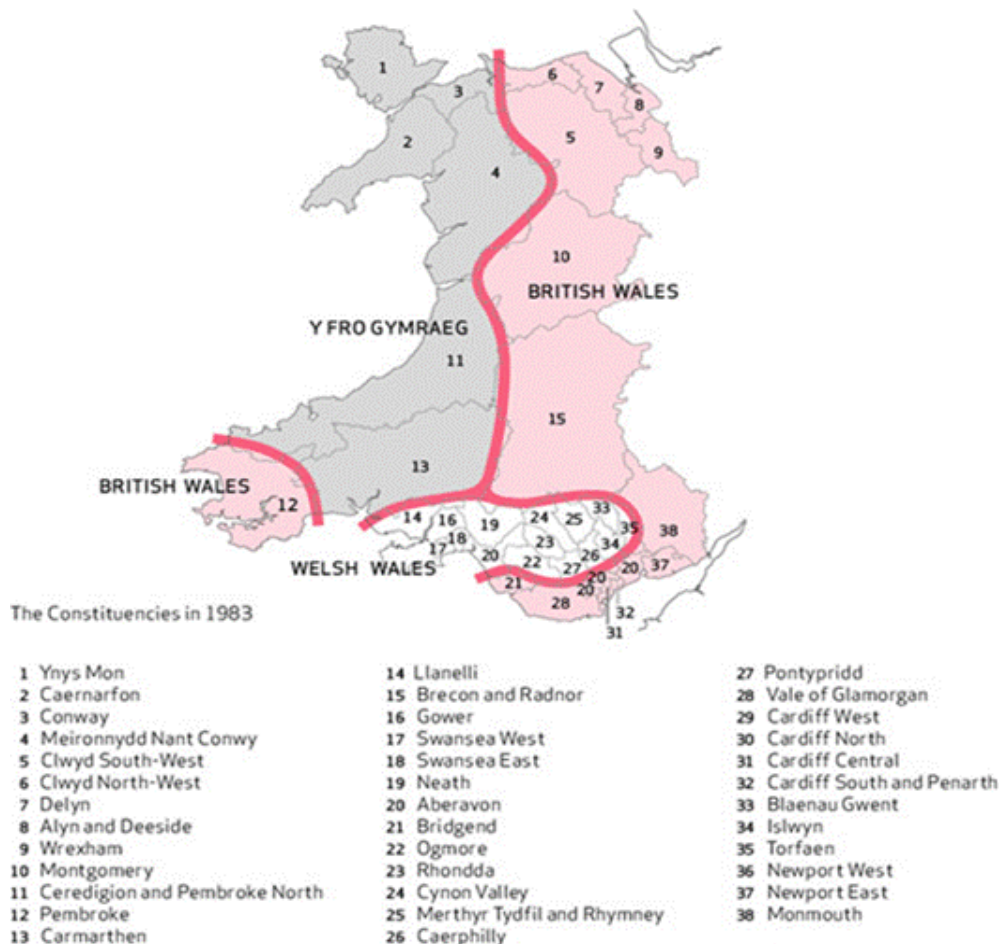 1
2
3
4
5
6
7
8
9
10
BRITISH WALES
Y FRO GYMRAEG
11
15
13
BRITISH WALES
12
14
16
19
24
25
33
35
38
17
18
23
34
WELSH WALES
20
22
26
27
20
37
21
20
20
28
32
31
The Constituencies in 1983
1 Ynys Mon
2 Caernarfon
3 Conway
4 Meironnydd Nant Conwy
5 Clwyd South-West
6 Clwyd North-West
7 Delyn
8 Alyn and Deeside
9 Wrexham
10 Montgomery
11 Ceredigion and Pembroke North
12 Pembroke
13 Carmarthen
14 Llanelli
15 Brecon and Radnor
16 Gower
17 Swansea West
18 Swansea East
19 Neath
20 Aberavon
21 Bridgend
22 Ogmore
23 Rhondda
24 Cynon Valley
25 Merthyr Tydfil and Rhymney
26 Caerphilly
27 Pontypridd
28 Vale of Glamorgan
29 Cardiff West
30 Cardiff North
31 Cardiff Central
32 Cardiff South and Penarth
33 Blaenau Gwent
34 Islwyn
35 Torfaen
36 Newport West
37 Newport East
38 Monmouth